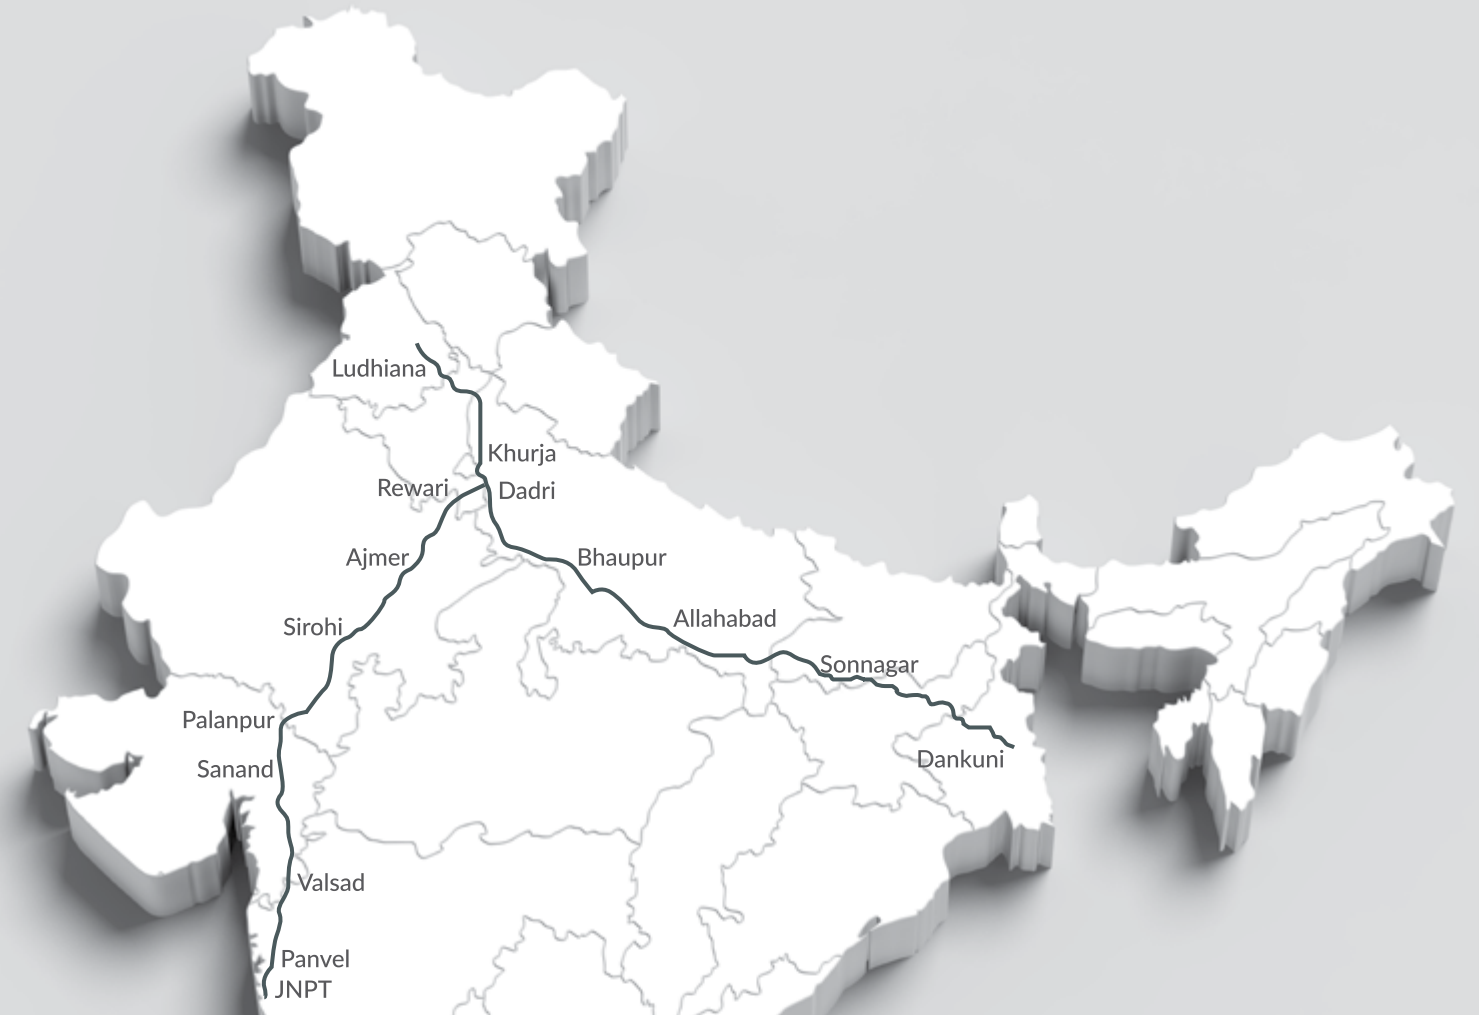 Ludhiana
Khurja
Rewari
Dadri
Ajmer
Bhaupur
Allahabad
Sirohi
Sonnagar
Palanpur
Dankuni
Sanand
Valsad
Panvel
JNPT